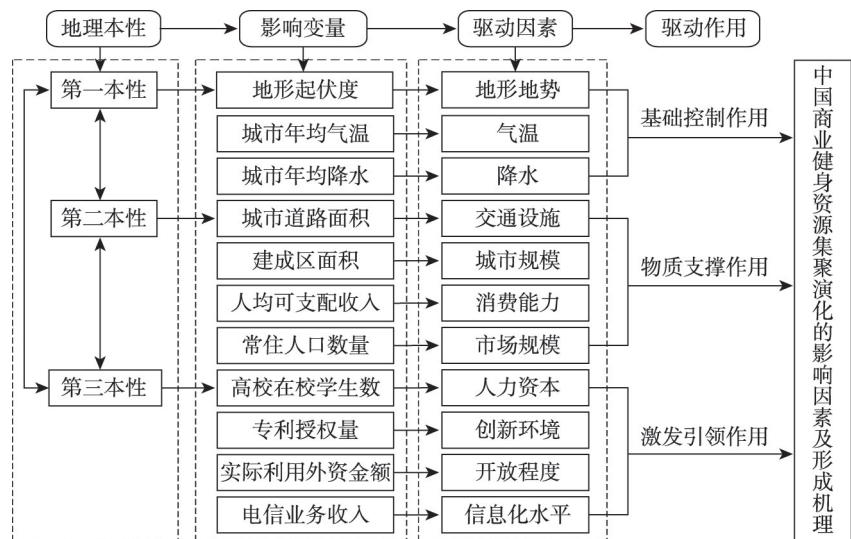 地理本性 影响变量 驱动因素 驱动作用
第一本性 地形起伏度 地形地势
城市年均气温 气温
基础控制作用
城市年均降水 降水
第二本性 城市道路面积 交通设施
建成区面积 城市规模
物质支撑作用
人均可支配收入 消费能力
常住人口数量 市场规模
第三本性 高校在校学生数 人力资本
专利授权量 创新环境
激发引领作用
实际利用外资金额 开放程度
电信业务收入 信息化水平
中国商业健身资源集聚演化的影响因素及形成机理